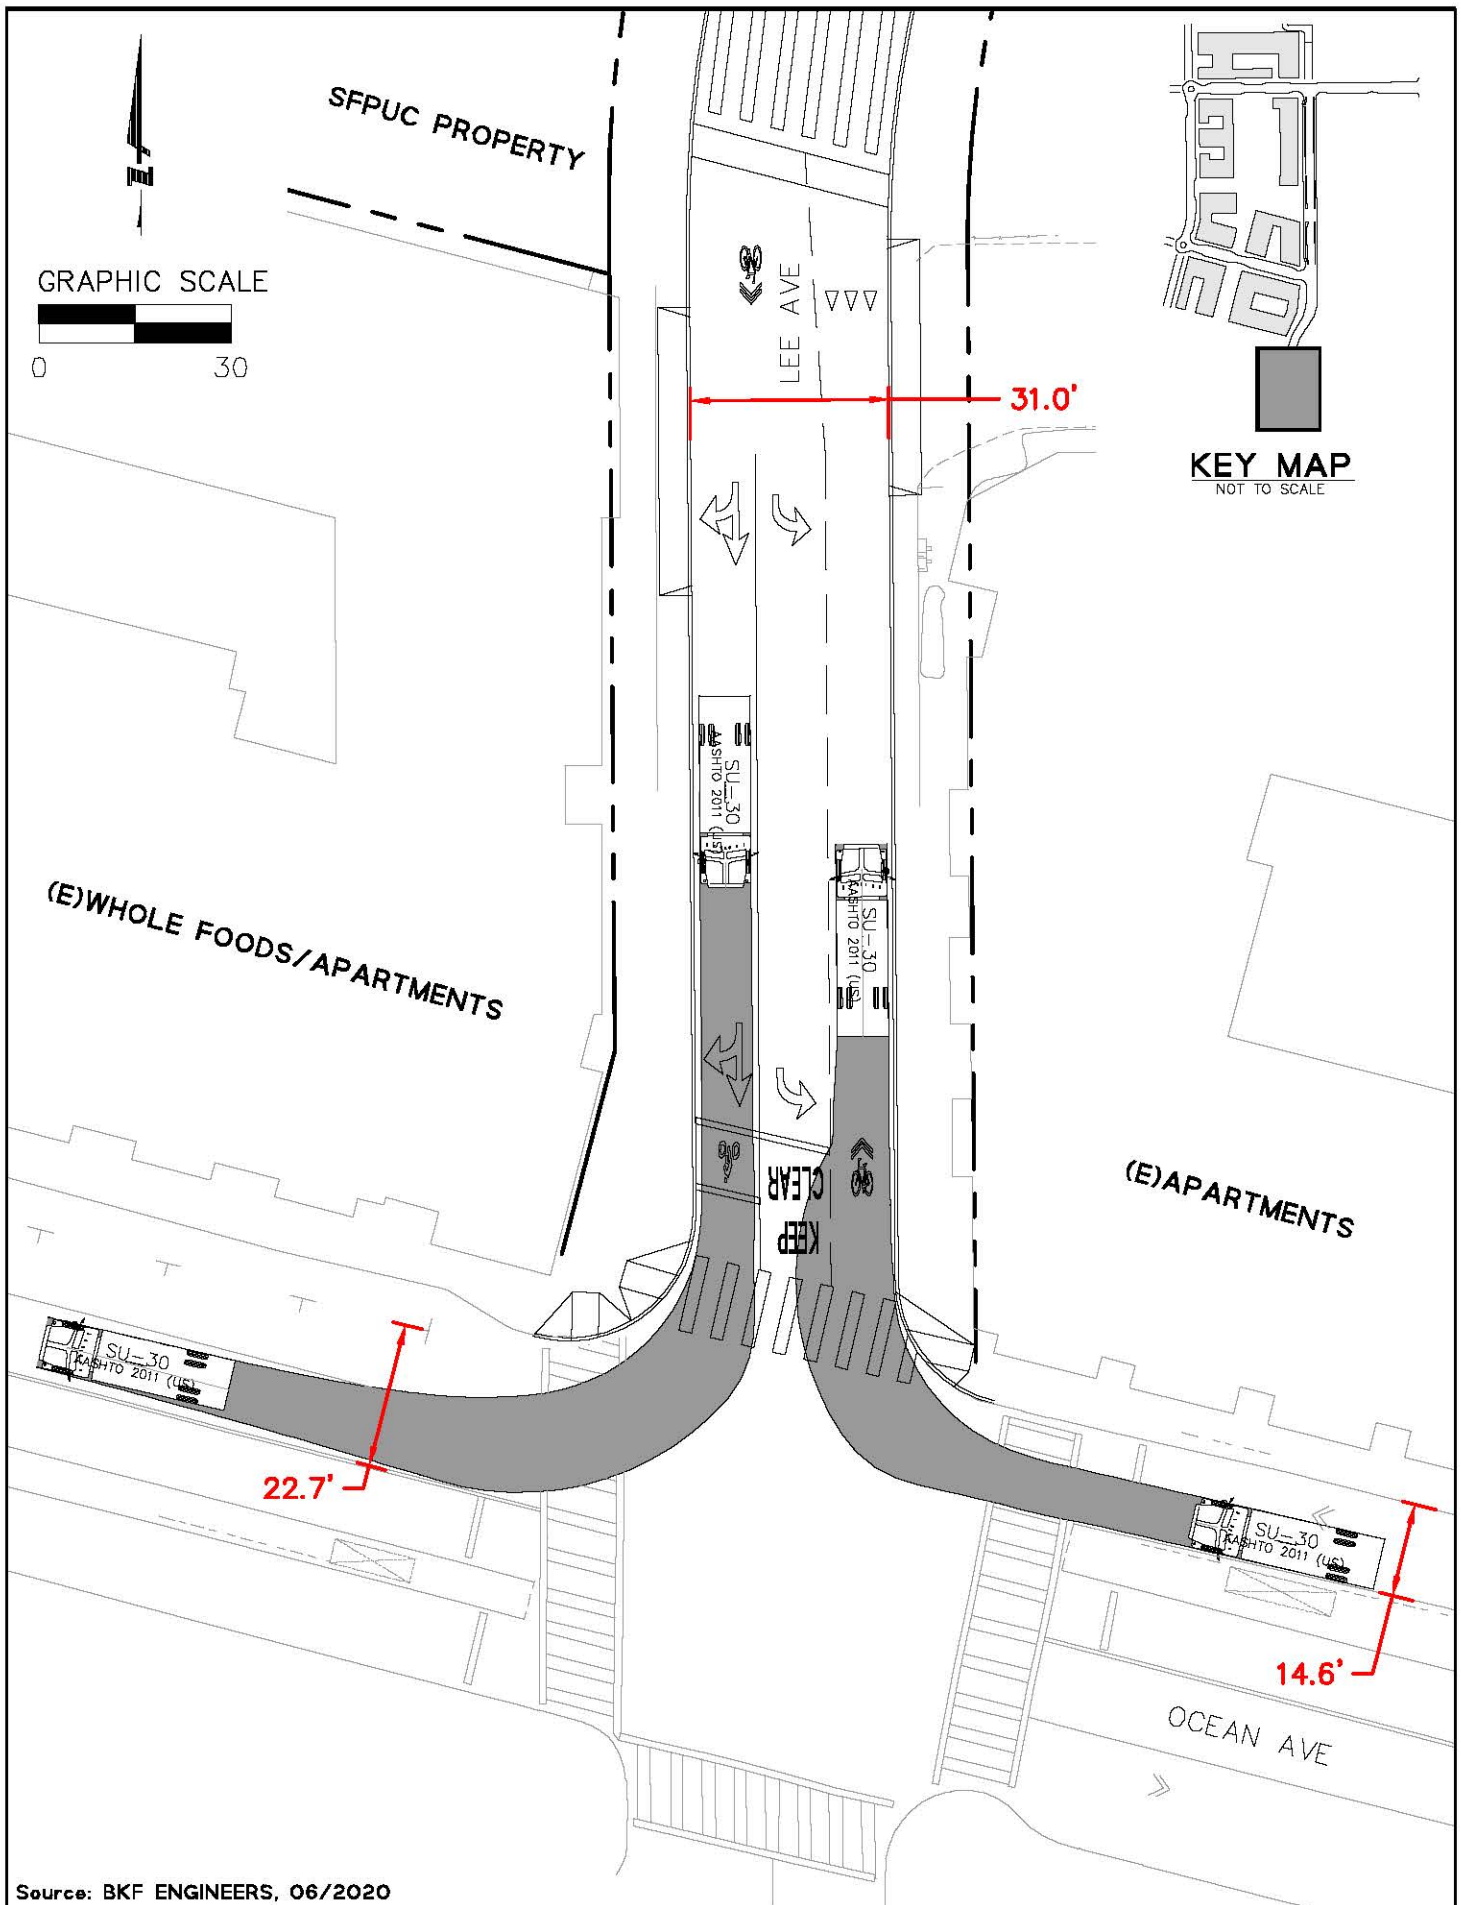 SFPUC PROPERTY
GRAPHIC SCALE
0 30
LEE AVE
31.0'
KEY MAP
NOT TO SCALE
SU-30
AASHTO 2011 (US)
SU-30
AASHTO 2011 (US)
(E)WHOLE FOODS/APARTMENTS
(E)APARTMENTS
CLEAR
KEEP
SU-30
AASHTO 2011 (US)
22.7'
SU-30
AASHTO 2011 (US)
14.6'
OCEAN AVE
Source: BKF ENGINEERS, 06/2020